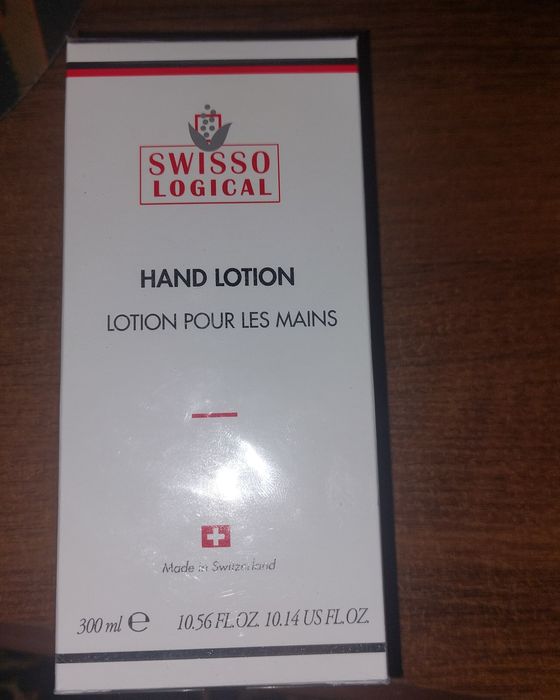 SWISSO
LOGICAL
HAND LOTION
LOTION POUR LES MAINS
Made in Switzerland
300 ml ℮ 10.56 FL.OZ. 10.14 US FL.OZ.